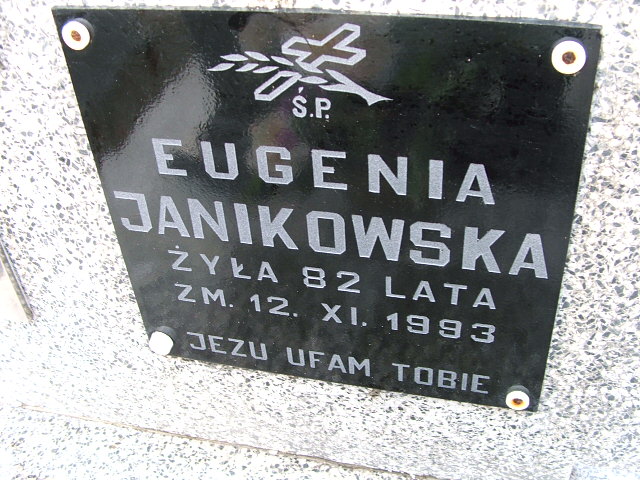 Ś.P.
EUGENIA
JANIKOWSKA
ŻYŁA 82 LATA
ZM. 12. XI. 1993
JEZU UFAM TOBIE